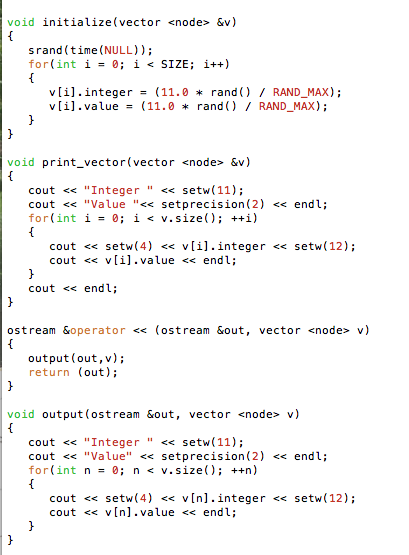 void initialize(vector <node> &v)
{
   srand(time(NULL));
   for(int i = 0; i < SIZE; i++)
   {
      v[i].integer = (11.0 * rand() / RAND_MAX);
      v[i].value = (11.0 * rand() / RAND_MAX);
   }
}

void print_vector(vector <node> &v)
{
   cout << "Integer " << setw(11);
   cout << "Value "<< setprecision(2) << endl;
   for(int i = 0; i < v.size(); ++i)
   {
      cout << setw(4) << v[i].integer << setw(12);
      cout << v[i].value << endl;
   }
   cout << endl;
}

ostream &operator << (ostream &out, vector <node> v)
{
   output(out,v);
   return (out);
}

void output(ostream &out, vector <node> v)
{
   cout << "Integer " << setw(11);
   cout << "Value" << setprecision(2) << endl;
   for(int n = 0; n < v.size(); ++n)
   {
      cout << setw(4) << v[n].integer << setw(12);
      cout << v[n].value << endl;
   }
}